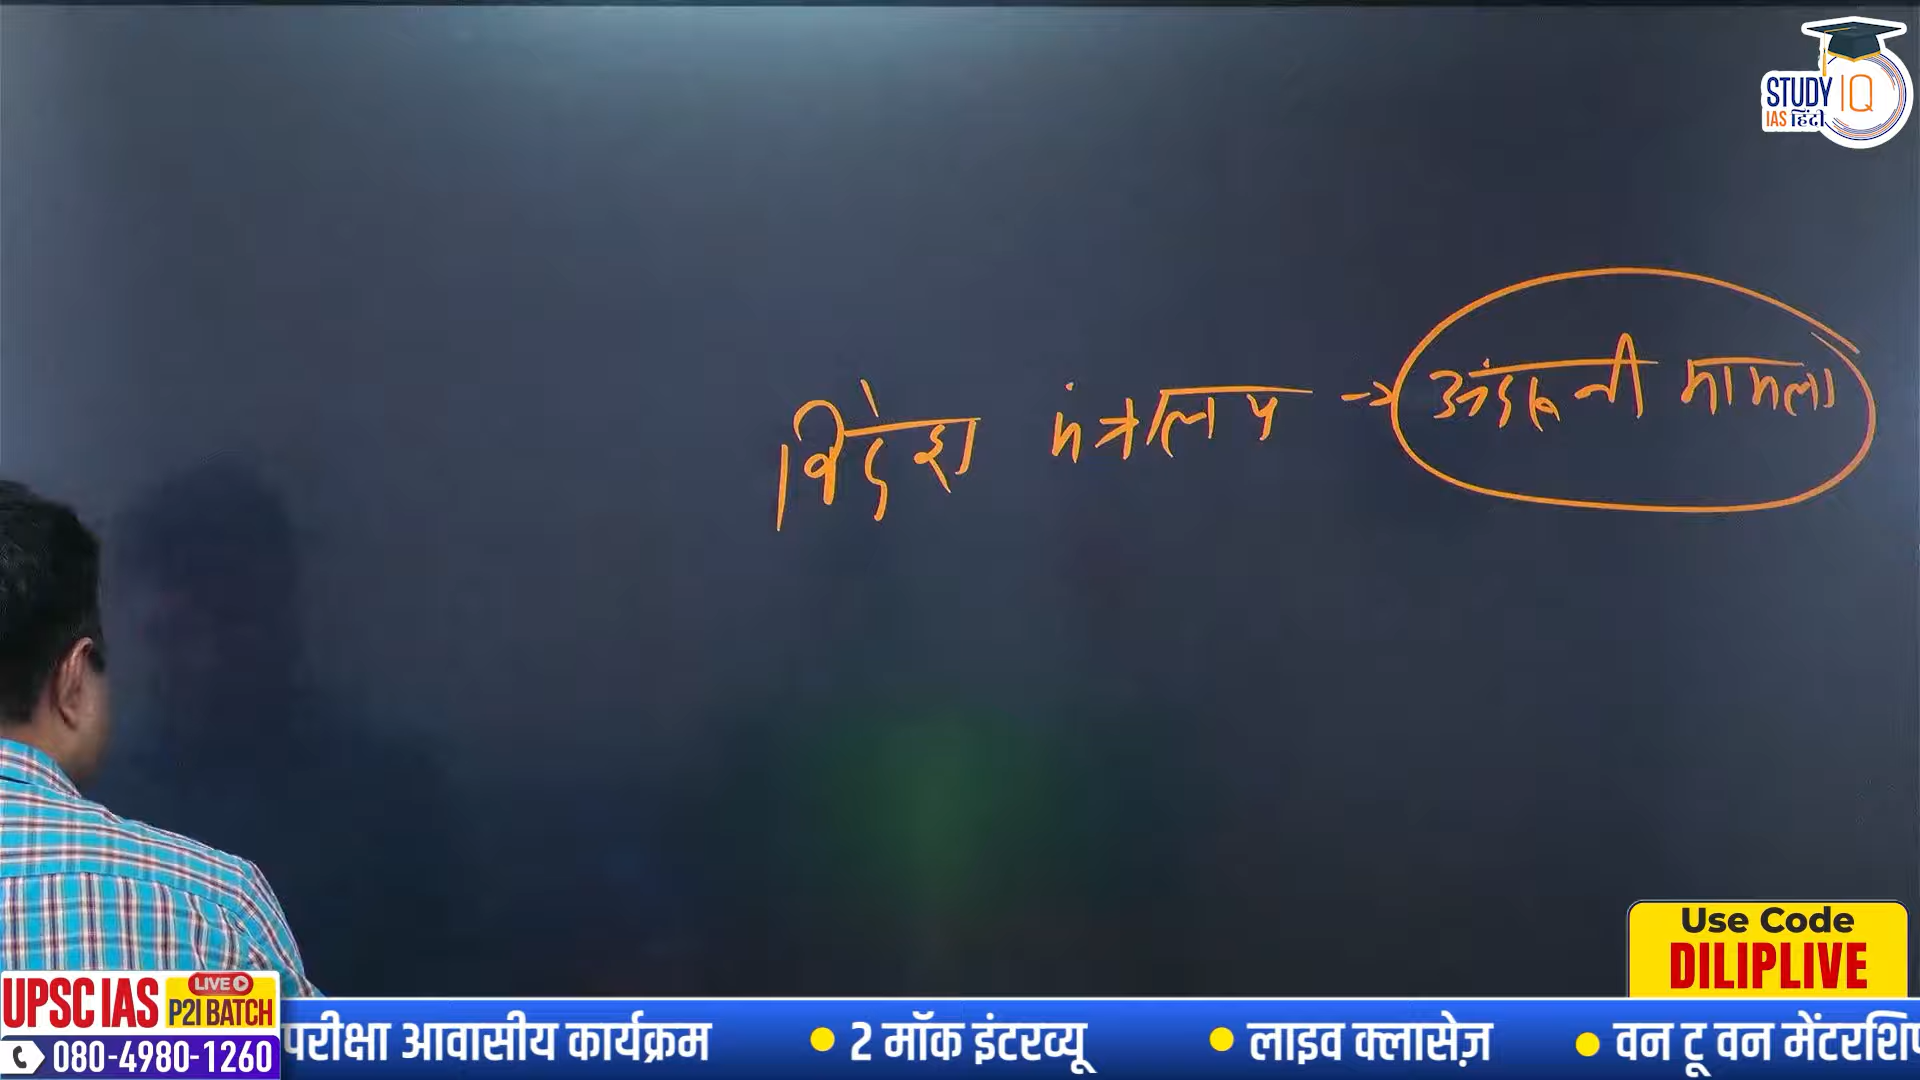 STUDY IQ
IAS हिंदी
विदेश मंत्रालय → अंदरूनी मामला
Use Code
DILIPLIVE
UPSC IAS LIVE P2I BATCH
080-4980-1260
परीक्षा आवासीय कार्यक्रम • 2 मॉक इंटरव्यू • लाइव क्लासेज़ • वन टू वन मेंटरशिप